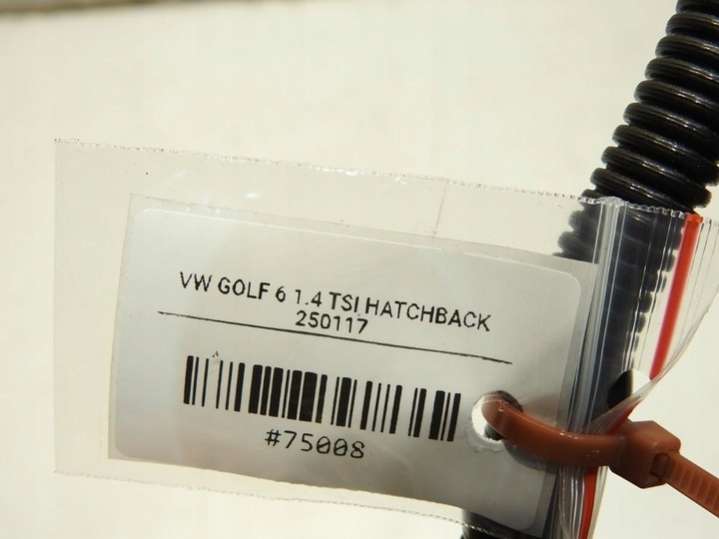 VW GOLF 6 1.4 TSI HATCHBACK
250117
#75008